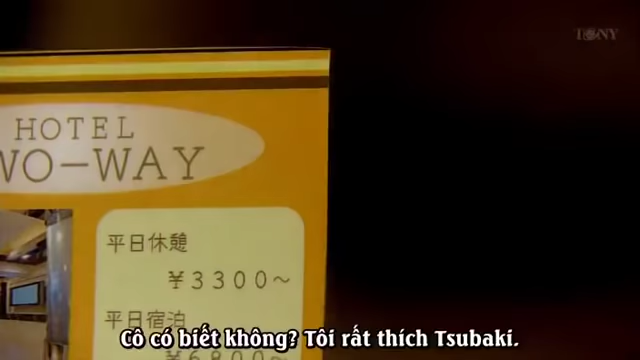 HOTEL
WO-WAY
平日休憩
¥3300~
平日宿泊
¥6800~
Cô có biết không? Tôi rất thích Tsubaki.